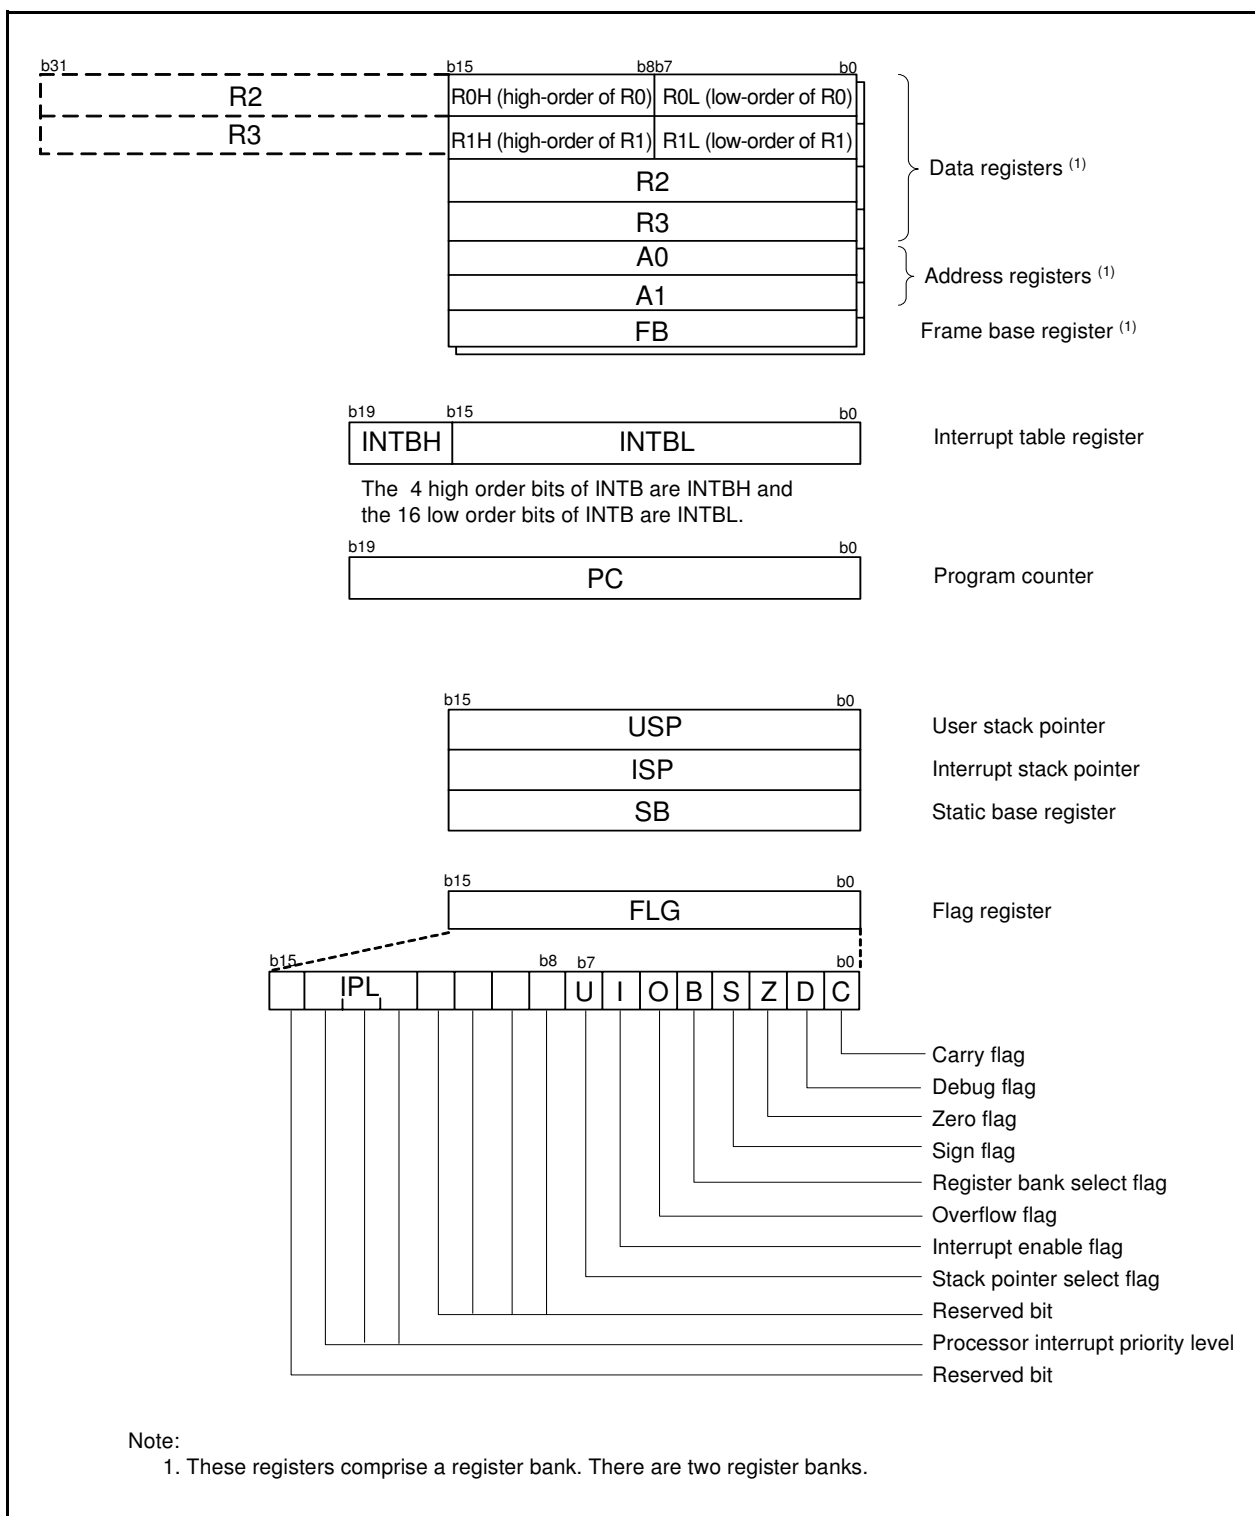 b31 b15 b8b7 b0
R2 R0H (high-order of R0) R0L (low-order of R0)
R3 R1H (high-order of R1) R1L (low-order of R1)
Data registers (1)
R2
R3
A0
Address registers (1)
A1
FB Frame base register (1)
b19 b15 b0
INTBH INTBL Interrupt table register
The 4 high order bits of INTB are INTBH and
the 16 low order bits of INTB are INTBL.
b19 b0
PC Program counter
b15 b0
USP User stack pointer
ISP Interrupt stack pointer
SB Static base register
b15 b0
FLG Flag register
b15 b8 b7 b0
IPL U I O B S Z D C
Carry flag
Debug flag
Zero flag
Sign flag
Register bank select flag
Overflow flag
Interrupt enable flag
Stack pointer select flag
Reserved bit
Processor interrupt priority level
Reserved bit
Note:
1. These registers comprise a register bank. There are two register banks.